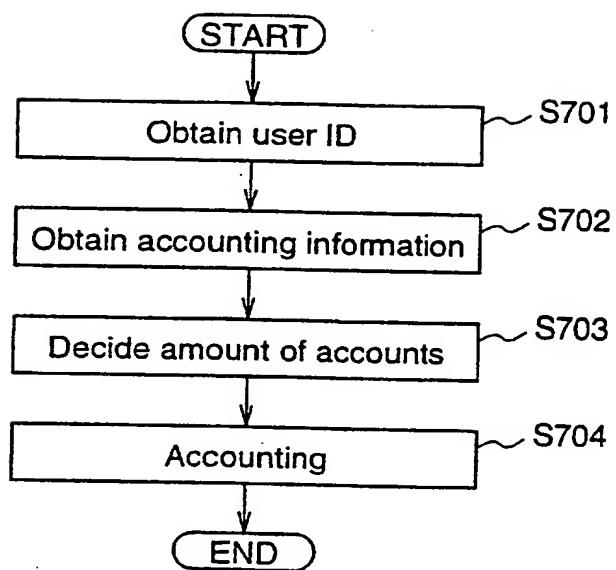 START
Obtain user ID
S701
Obtain accounting information
S702
Decide amount of accounts
S703
Accounting
S704
END